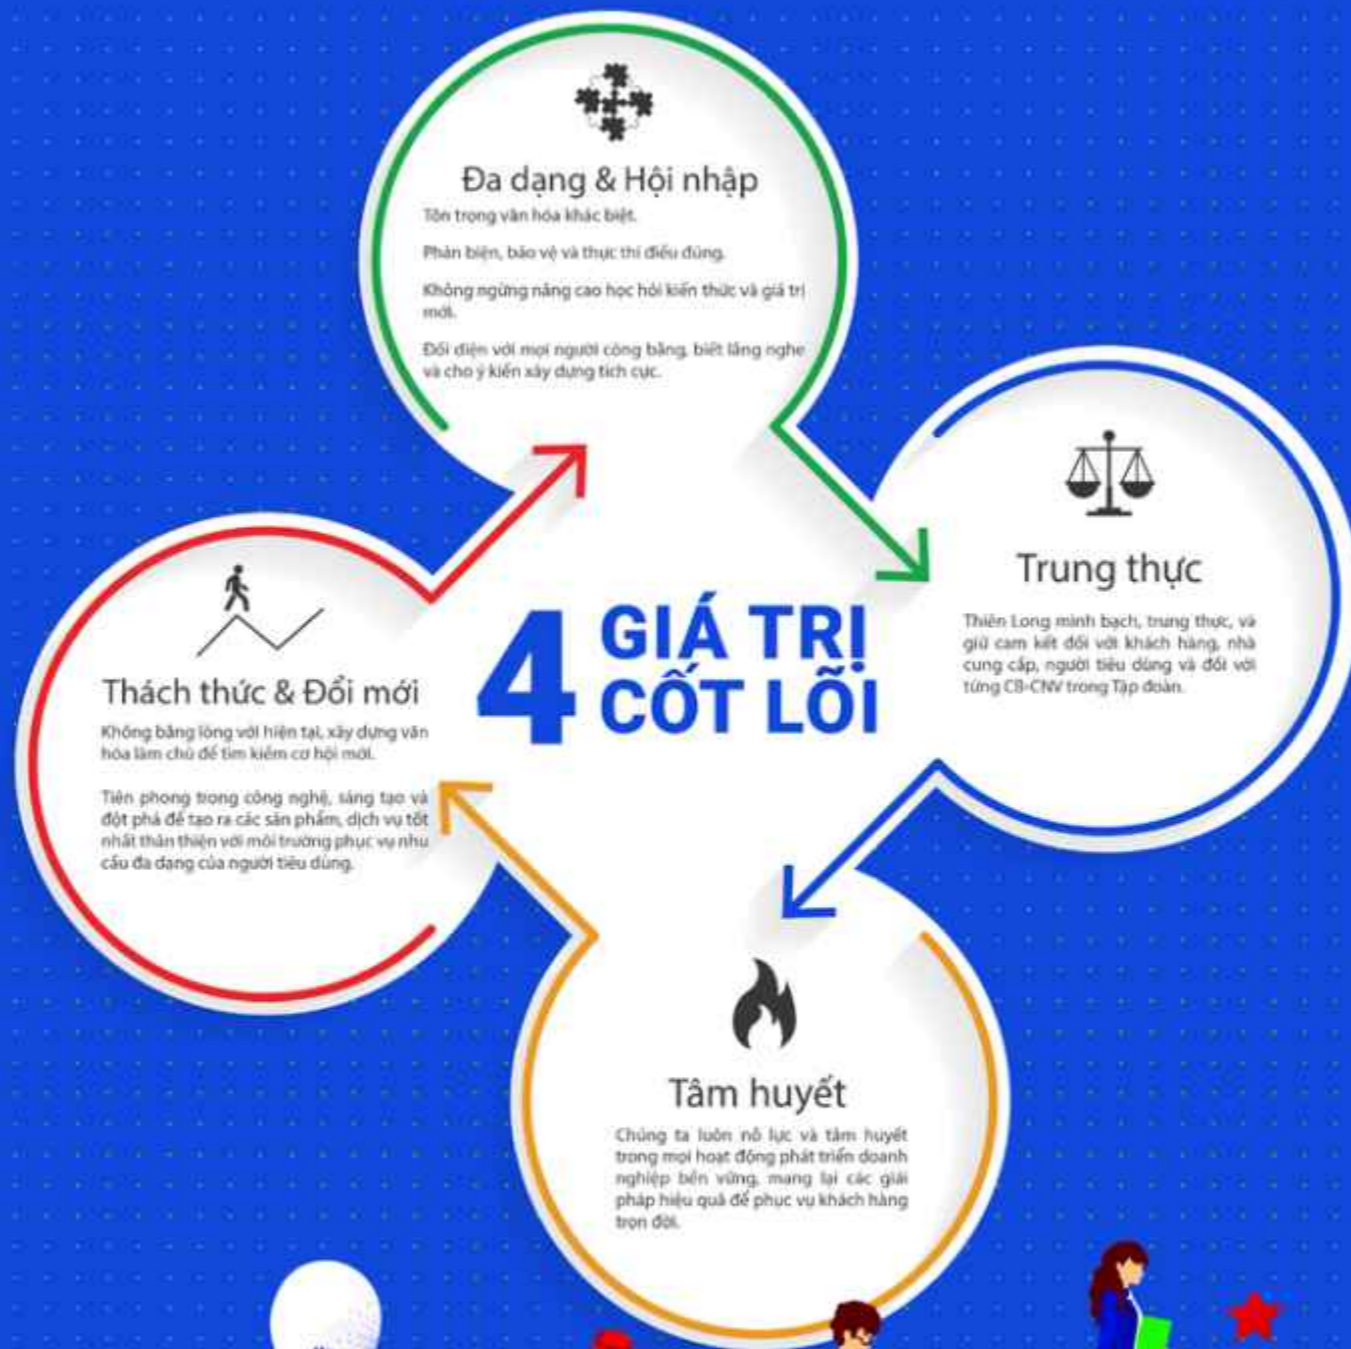 Đa dạng & Hội nhập
Tôn trọng văn hóa khác biệt.
Phản biện, bảo vệ và thực thi điều đúng.
Không ngừng nâng cao học hỏi kiến thức và giá trị
mới.
Đối diện với mọi người công bằng, biết lắng nghe
và cho ý kiến xây dựng tích cực.
Trung thực
Thiên Long minh bạch, trung thực, và
giữ cam kết đối với khách hàng, nhà
cung cấp, người tiêu dùng và đối với
từng CB-CNV trong Tập đoàn.
4 GIÁ TRỊ
CỐT LÕI
Thách thức & Đổi mới
Không bằng lòng với hiện tại, xây dựng văn
hóa làm chủ để tìm kiếm cơ hội mới.
Tiên phong trong công nghệ, sáng tạo và
đột phá để tạo ra các sản phẩm, dịch vụ tốt
nhất thân thiện với môi trường phục vụ nhu
cầu đa dạng của người tiêu dùng.
Tâm huyết
Chúng ta luôn nỗ lực và tâm huyết
trong mọi hoạt động phát triển doanh
nghiệp bền vững, mang lại các giải
pháp hiệu quả để phục vụ khách hàng
trọn đời.